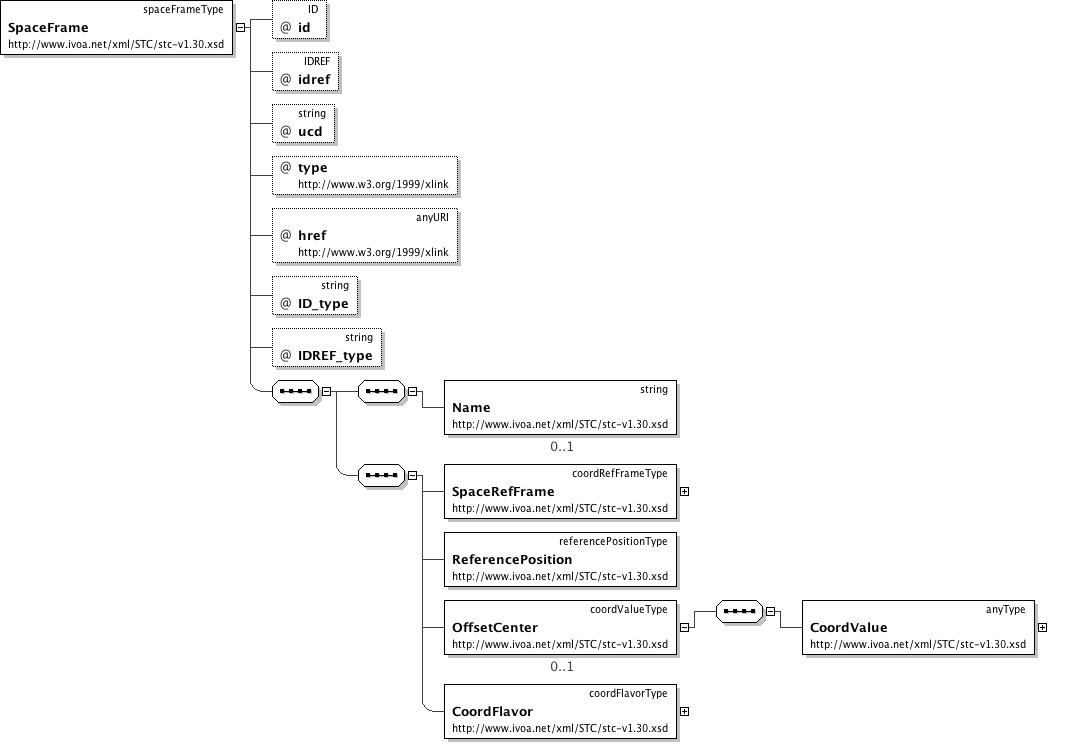 spaceFrameType
SpaceFrame
http://www.ivoa.net/xml/STC/stc-v1.30.xsd
ID
@ id
IDREF
@ idref
string
@ ucd
@ type
http://www.w3.org/1999/xlink
anyURI
@ href
http://www.w3.org/1999/xlink
string
@ ID_type
string
@ IDREF_type
string
Name
http://www.ivoa.net/xml/STC/stc-v1.30.xsd
0..1
coordRefFrameType
SpaceRefFrame
http://www.ivoa.net/xml/STC/stc-v1.30.xsd
referencePositionType
ReferencePosition
http://www.ivoa.net/xml/STC/stc-v1.30.xsd
coordValueType
OffsetCenter
http://www.ivoa.net/xml/STC/stc-v1.30.xsd
0..1
anyType
CoordValue
http://www.ivoa.net/xml/STC/stc-v1.30.xsd
coordFlavorType
CoordFlavor
http://www.ivoa.net/xml/STC/stc-v1.30.xsd